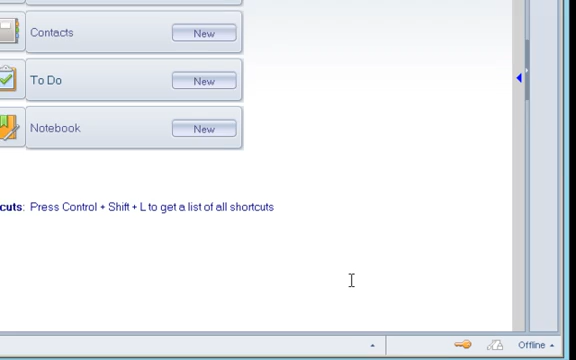 Contacts New
To Do New
Notebook New
cuts: Press Control + Shift + L to get a list of all shortcuts
Offline